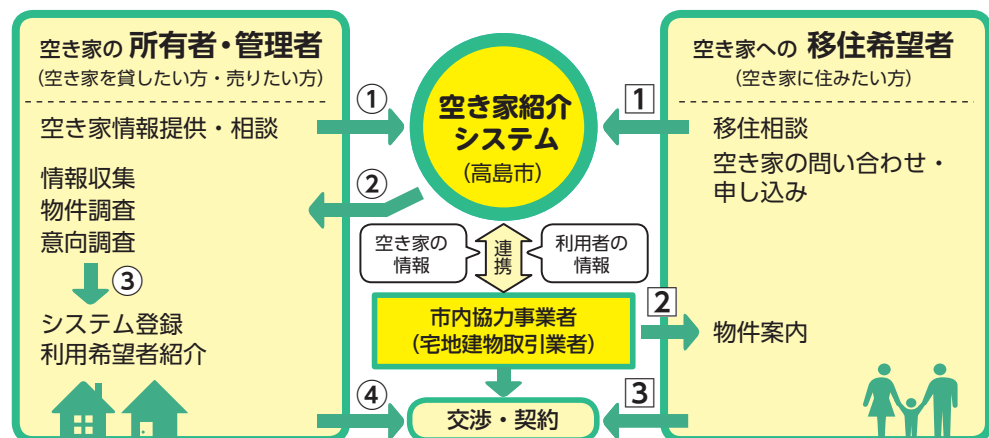 空き家の 所有者・管理者
(空き家を貸したい方・売りたい方)
①
空き家情報提供・相談
②
情報収集
物件調査
意向調査
③
システム登録
利用希望者紹介
④
空き家紹介
システム
(高島市)
空き家の
情報
連携
利用者の
情報
市内協力事業者
(宅地建物取引業者)
交渉・契約
空き家への 移住希望者
(空き家に住みたい方)
1
移住相談
空き家の問い合わせ・
申し込み
2
物件案内
3